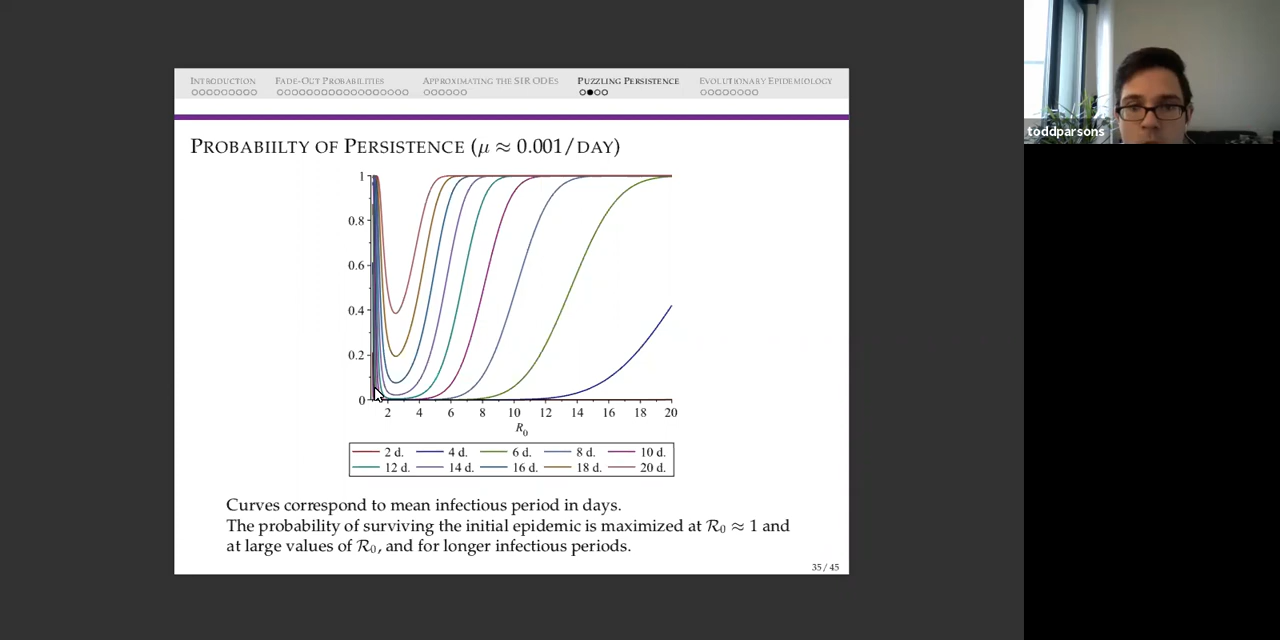 INTRODUCTION FADE-OUT PROBABILITIES APPROXIMATING THE SIR ODES PUZZLING PERSISTENCE EVOLUTIONARY EPIDEMIOLOGY
toddparsons
PROBABIILTY OF PERSISTENCE (μ ≈ 0.001/DAY)
1
0.8
0.6
0.4
0.2
0
2 4 6 8 10 12 14 16 18 20
R0
2 d. 4 d. 6 d. 8 d. 10 d.
12 d. 14 d. 16 d. 18 d. 20 d.
Curves correspond to mean infectious period in days.
The probability of surviving the initial epidemic is maximized at R0 ≈ 1 and
at large values of R0, and for longer infectious periods.
35 / 45